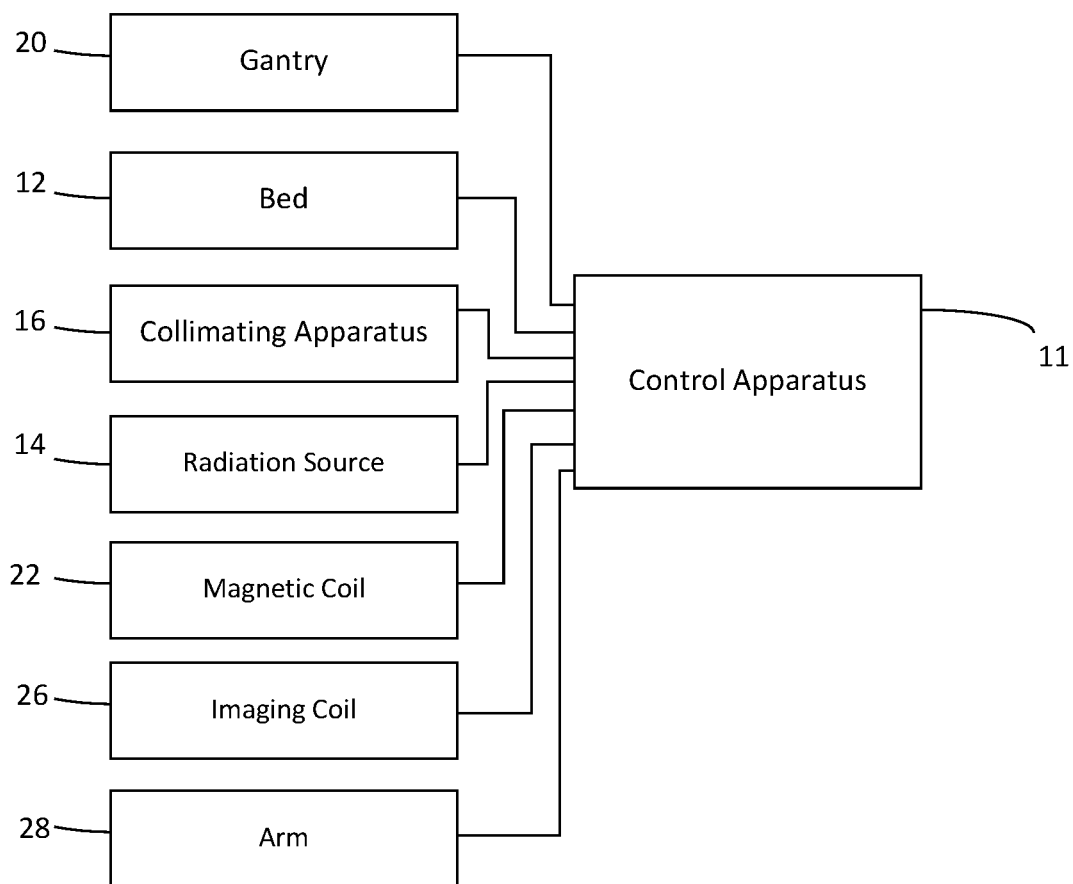 20
Gantry
12
Bed
16
Collimating Apparatus
Control Apparatus
11
14
Radiation Source
22
Magnetic Coil
26
Imaging Coil
28
Arm